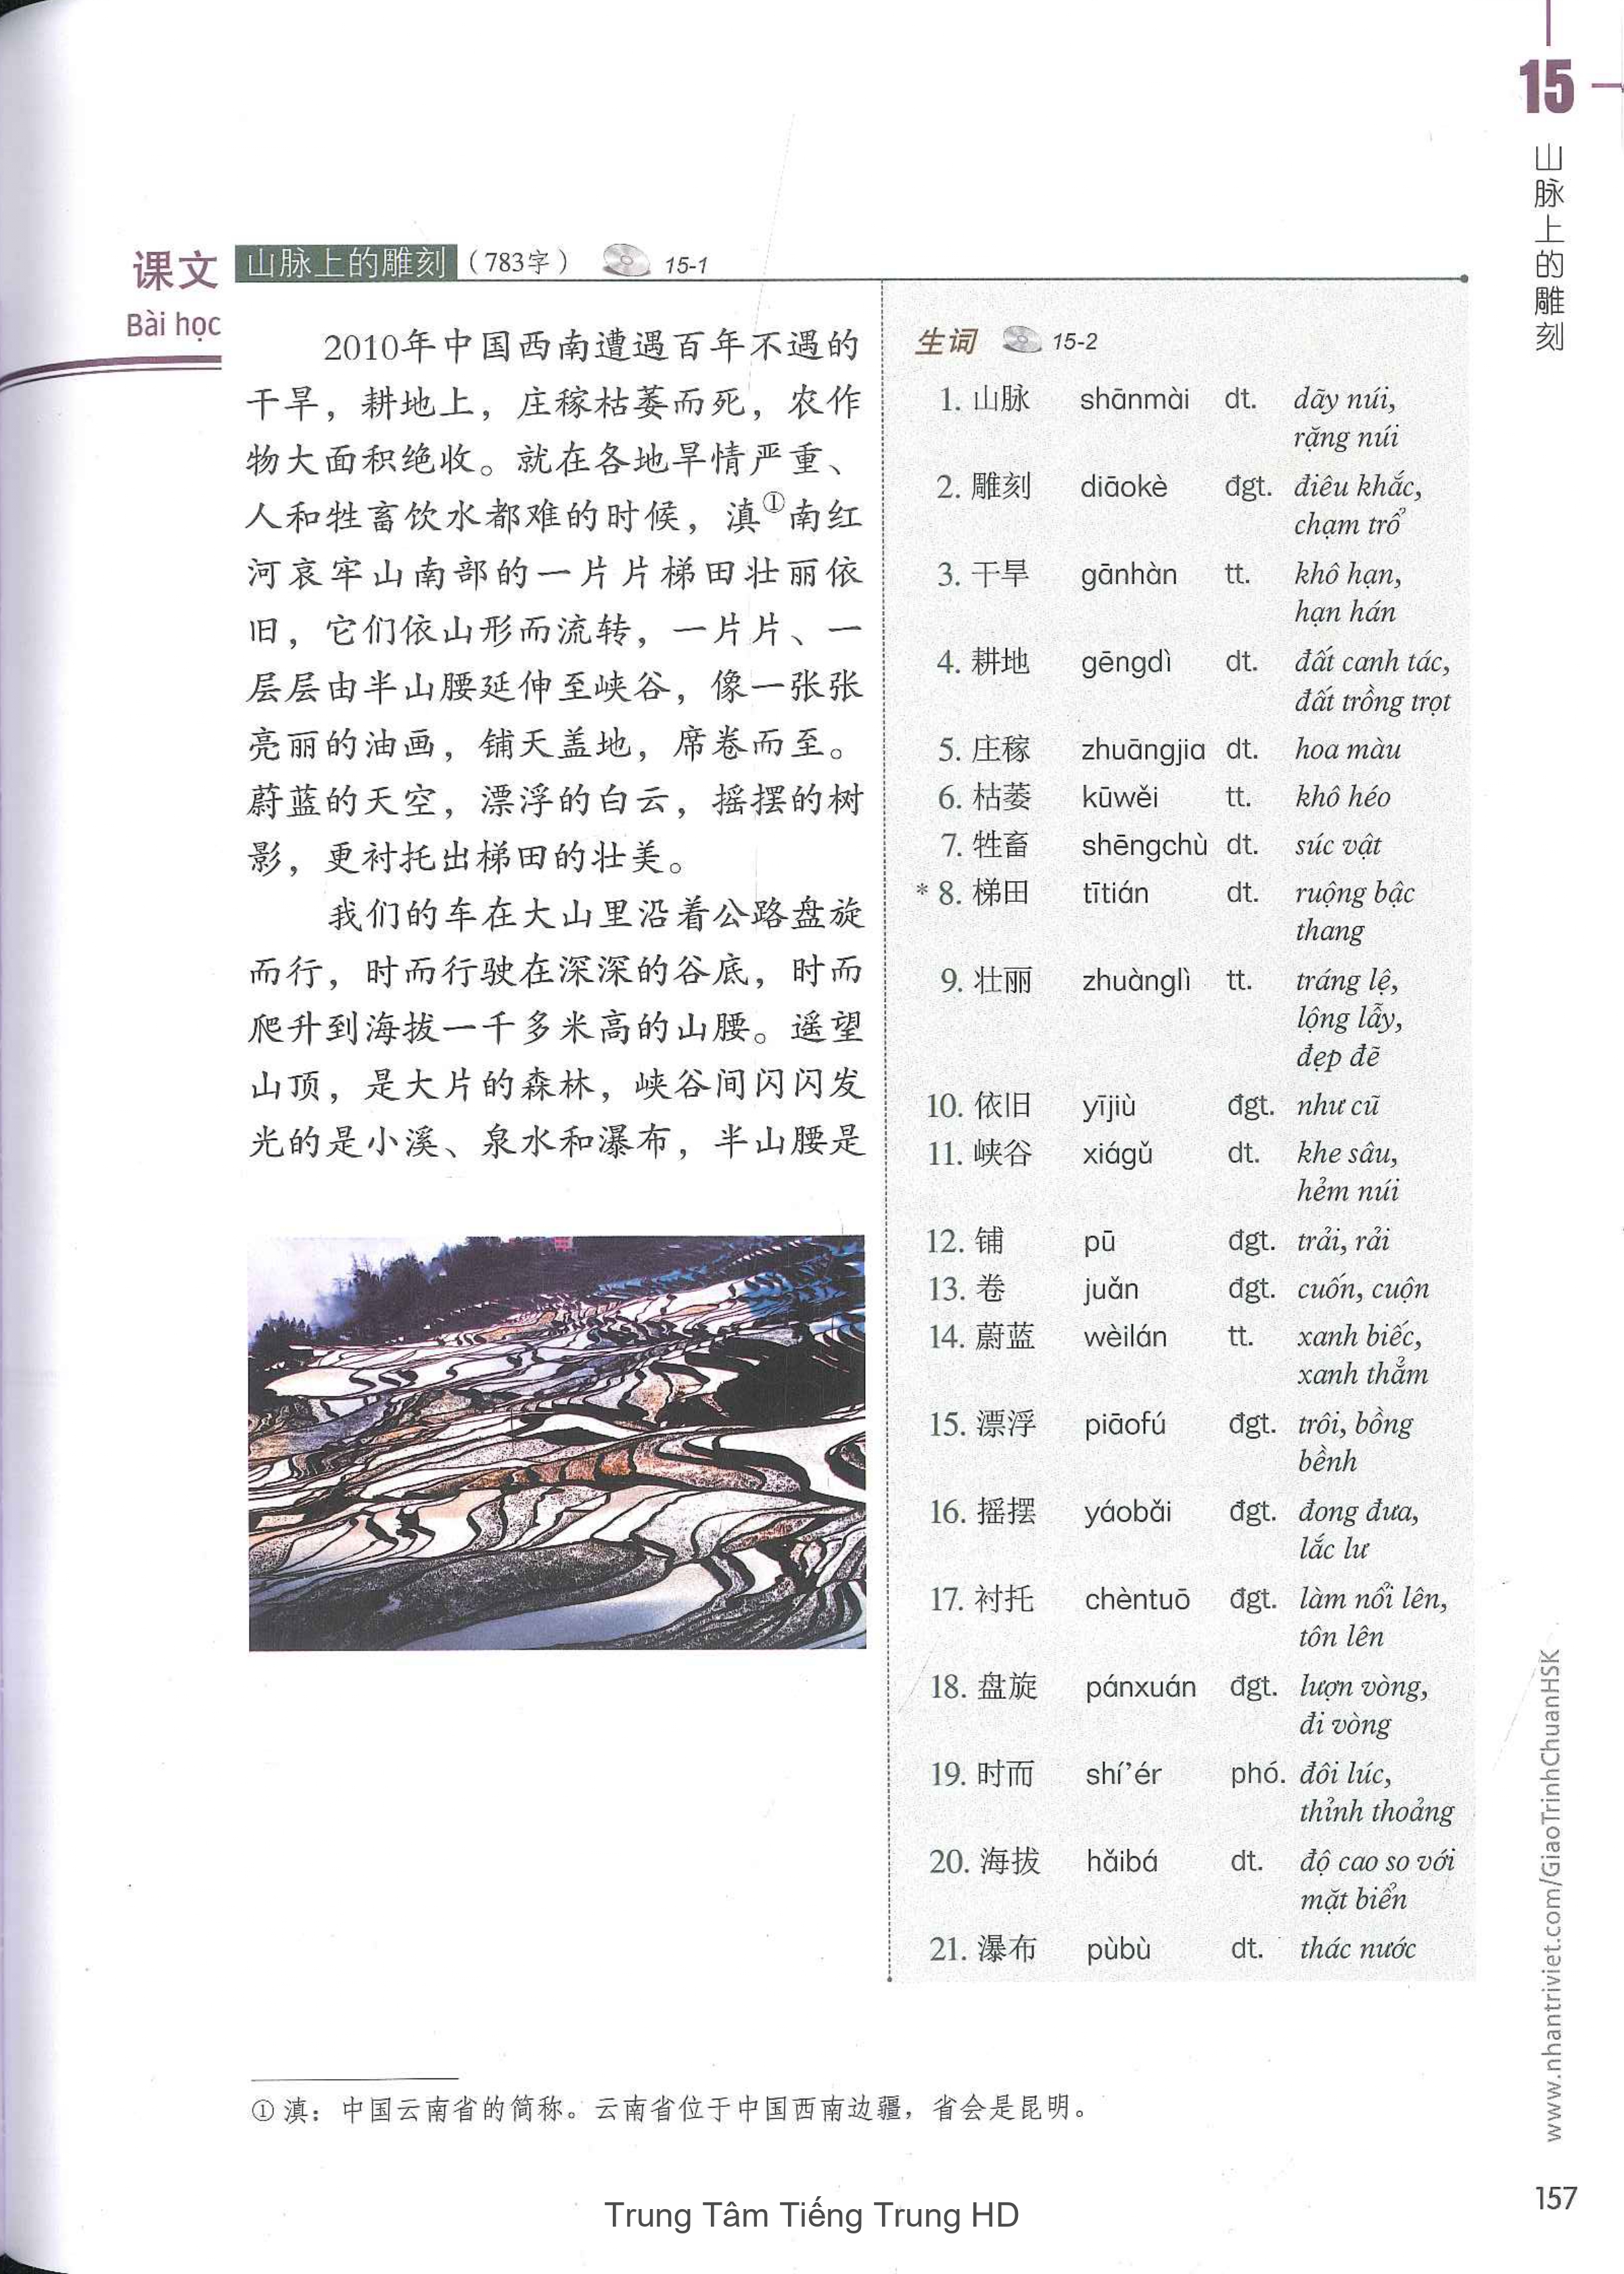 15
山脉上的雕刻
课文 山脉上的雕刻 (783字) 15-1
Bài học
2010年中国西南遭遇百年不遇的
干旱，耕地上，庄稼枯萎而死，农作
物大面积绝收。就在各地旱情严重、
人和牲畜饮水都难的时候，滇①南红
河哀牢山南部的一片片梯田壮丽依
旧，它们依山形而流转，一片片、一
层层由半山腰延伸至峡谷，像一张张
亮丽的油画，铺天盖地，席卷而至。
蔚蓝的天空，漂浮的白云，摇摆的树
影，更衬托出梯田的壮美。
我们的车在大山里沿着公路盘旋
而行，时而行驶在深深的谷底，时而
爬升到海拔一千多米高的山腰。遥望
山顶，是大片的森林，峡谷间闪闪发
光的是小溪、泉水和瀑布，半山腰是
生词 15-2
1. 山脉 shānmài dt. dãy núi,
rặng núi
2. 雕刻 diāokè đgt. điêu khắc,
chạm trổ
3. 干旱 gānhàn tt. khô hạn,
hạn hán
4. 耕地 gēngdì dt. đất canh tác,
đất trồng trọt
5. 庄稼 zhuāngjia dt. hoa màu
6. 枯萎 kūwěi tt. khô héo
7. 牲畜 shēngchù dt. súc vật
* 8. 梯田 tītián dt. ruộng bậc
thang
9. 壮丽 zhuànglì tt. tráng lệ,
lộng lẫy,
đẹp đẽ
10. 依旧 yījiù đgt. như cũ
11. 峡谷 xiágǔ dt. khe sâu,
hẻm núi
12. 铺 pū đgt. trải, rải
13. 卷 juǎn đgt. cuốn, cuộn
14. 蔚蓝 wèilán tt. xanh biếc,
xanh thẳm
15. 漂浮 piāofú đgt. trôi, bồng
bềnh
16. 摇摆 yáobǎi đgt. đong đưa,
lắc lư
17. 衬托 chèntuō đgt. làm nổi lên,
tôn lên
18. 盘旋 pánxuán đgt. lượn vòng,
đi vòng
19. 时而 shí'ér phó. đôi lúc,
thỉnh thoảng
20. 海拔 hǎibá dt. độ cao so với
mặt biển
21. 瀑布 pùbù dt. thác nước
① 滇：中国云南省的简称。云南省位于中国西南边疆，省会是昆明。
www.nhantriviet.com/GiaoTrinhChuanHSK
157
Trung Tâm Tiếng Trung HD